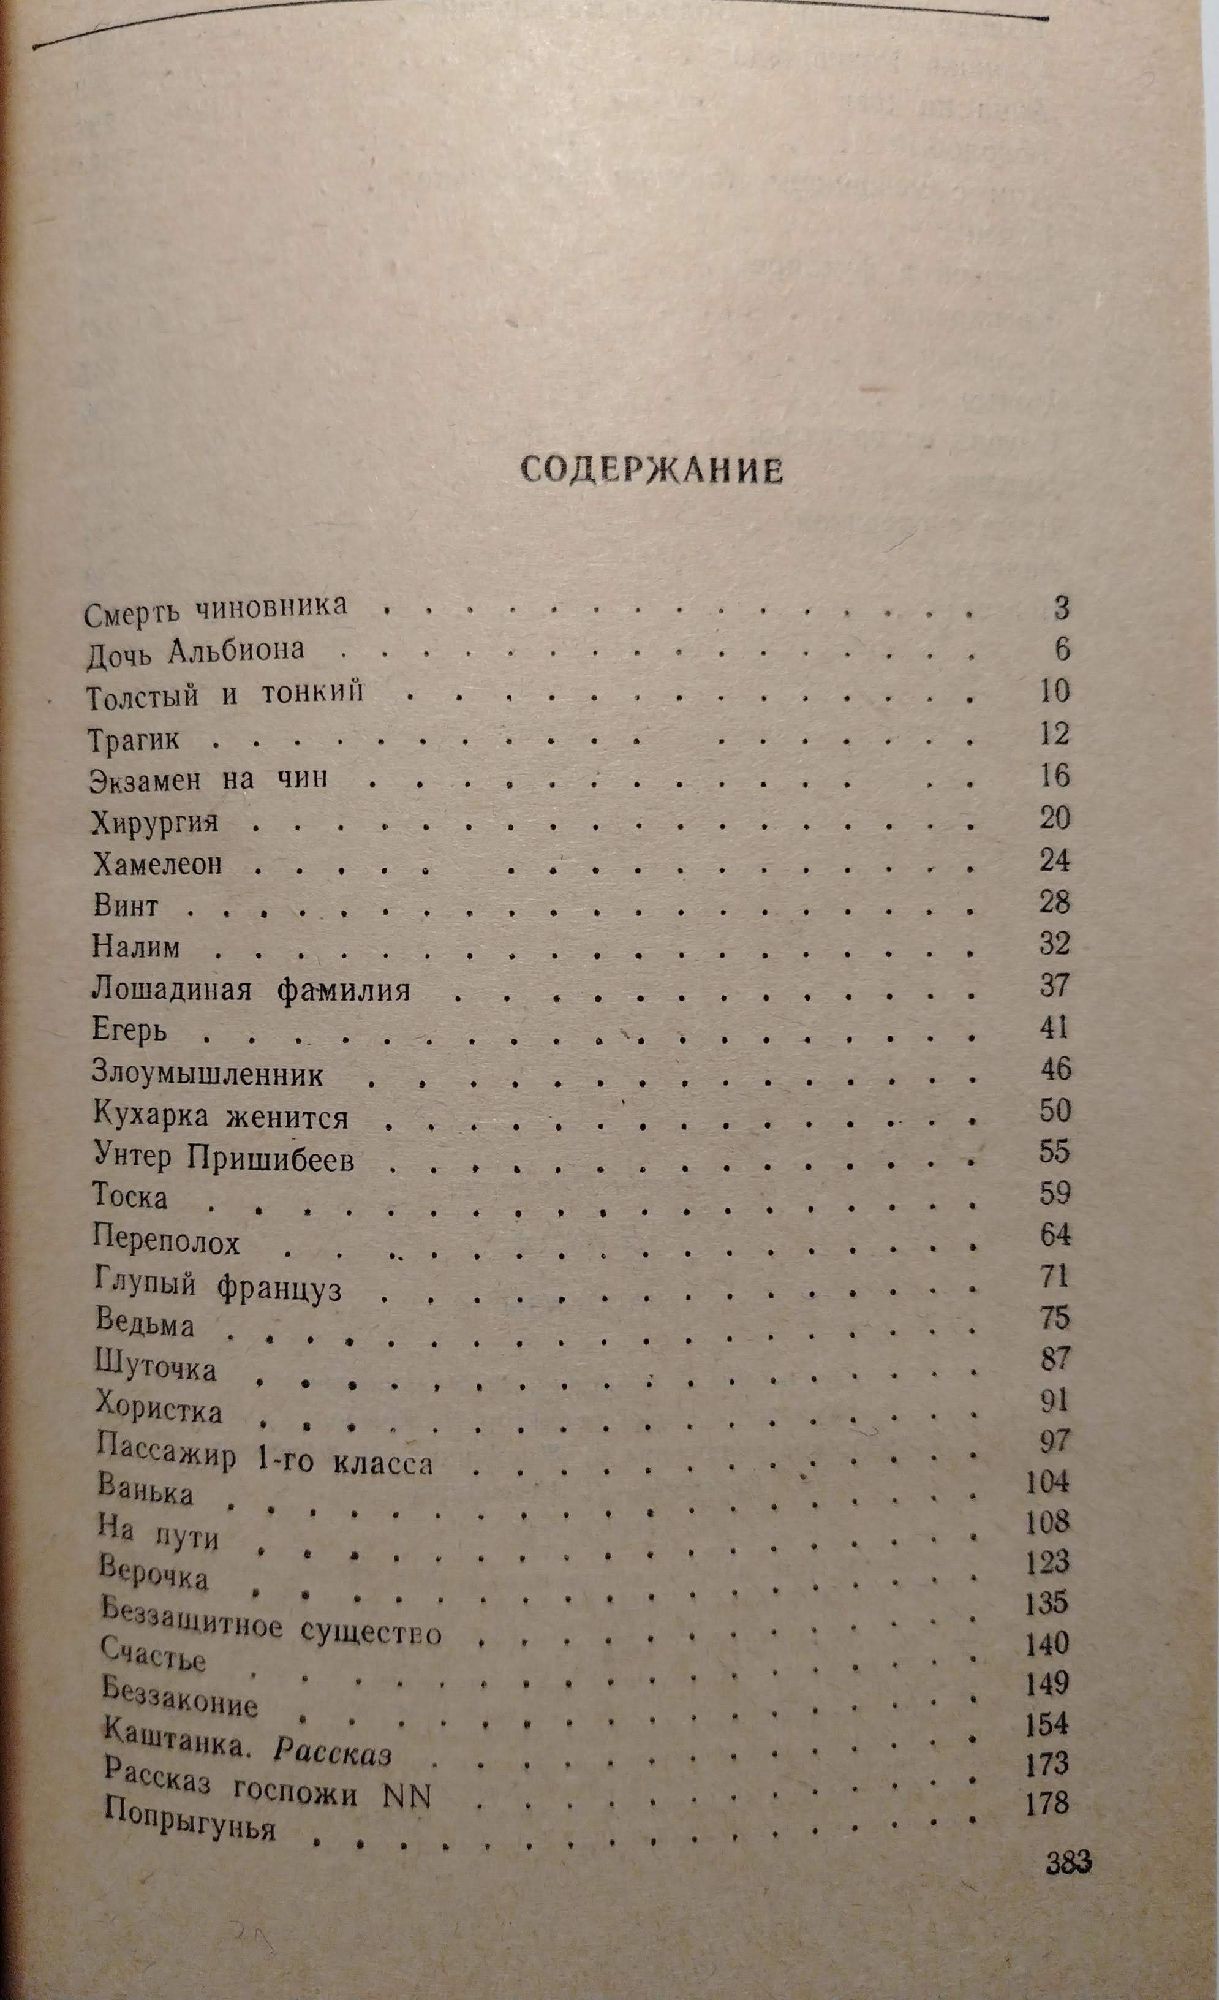 СОДЕРЖАНИЕ
Смерть чиновника . . . . . . . . . . . . . . . 3
Дочь Альбиона . . . . . . . . . . . . . . . . 6
Толстый и тонкий . . . . . . . . . . . . . . 10
Трагик . . . . . . . . . . . . . . . . . . 12
Экзамен на чин . . . . . . . . . . . . . . 16
Хирургия . . . . . . . . . . . . . . . . . . 20
Хамелеон . . . . . . . . . . . . . . . . . 24
Винт . . . . . . . . . . . . . . . . . . . . 28
Налим . . . . . . . . . . . . . . . . . . . 32
Лошадиная фамилия . . . . . . . . . . . . . 37
Егерь . . . . . . . . . . . . . . . . . . . 41
Злоумышленник . . . . . . . . . . . . . . . 46
Кухарка женится . . . . . . . . . . . . . . . 50
Унтер Пришибеев . . . . . . . . . . . . . . . 55
Тоска . . . . . . . . . . . . . . . . . . . 59
Переполох . . . . . . . . . . . . . . . . . 64
Глупый француз . . . . . . . . . . . . . . . 71
Ведьма . . . . . . . . . . . . . . . . . . . 75
Шуточка . . . . . . . . . . . . . . . . . . 87
Хористка . . . . . . . . . . . . . . . . . . 91
Пассажир 1-го класса . . . . . . . . . . . . . 97
Ванька . . . . . . . . . . . . . . . . . . . 104
На пути . . . . . . . . . . . . . . . . . . 108
Верочка . . . . . . . . . . . . . . . . . . 123
Беззащитное существо . . . . . . . . . . . . . 135
Счастье . . . . . . . . . . . . . . . . . . 140
Беззаконие . . . . . . . . . . . . . . . . . 149
Каштанка. Рассказ . . . . . . . . . . . . . . 154
Рассказ госпожи NN . . . . . . . . . . . . . 173
Попрыгунья . . . . . . . . . . . . . . . . . 178
383